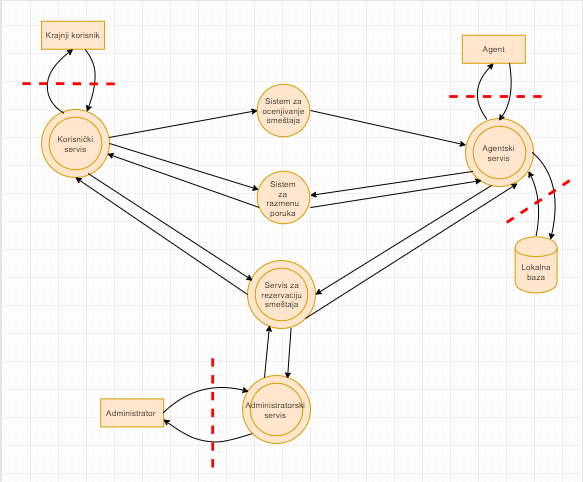 Krajnji korisnik
Agent
Sistem za
ocenjivanje
smeštaja
Korisnički
servis
Agentski
servis
Sistem
za
razmenu
poruka
Lokalna
baza
Servis za
rezervaciju
smeštaja
Administrator
Administratorski
servis